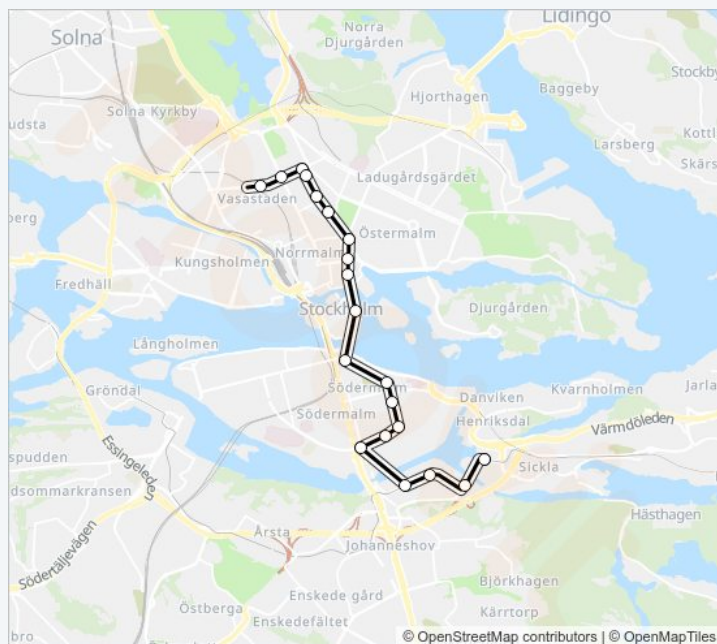 Lidingö
Norra
Djurgården
Solna
Stockby
Baggeby
Hjorthagen
Solna Kyrkby
udsta
Kottl
Larsberg
Skärs
Ladugårdsgärdet
Vasastaden
berg
Östermalm
Norrmalm
Kungsholmen
Fredhäll
Stockholm
Djurgården
Långholmen
Gröndal
Södermalm
Danviken
Kvarnholmen
Jarla
Södermalm
Henriksdal
Värmdöleden
Essingeleden
spudden
Sickla
dsommarkransen
Hästhagen
Årsta
Johanneshov
Södertäljevägen
Björkhagen
Enskede gård
Östberga
Kärrtorp
Enskedefältet
bro
© OpenStreetMap contributors | © OpenMapTiles